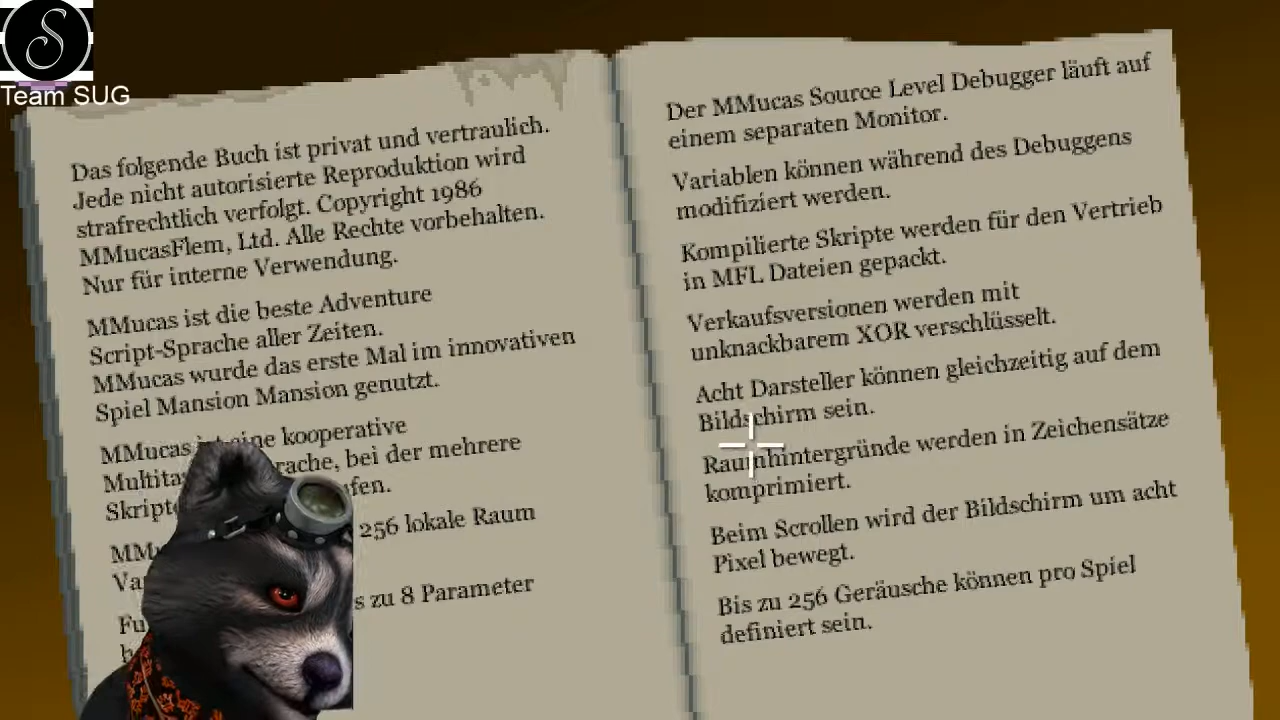 S
Team SUG
Das folgende Buch ist privat und vertraulich.
Jede nicht autorisierte Reproduktion wird
strafrechtlich verfolgt. Copyright 1986
MMucasFlem, Ltd. Alle Rechte vorbehalten.
Nur für interne Verwendung.
MMucas ist die beste Adventure
Script-Sprache aller Zeiten.
MMucas wurde das erste Mal im innovativen
Spiel Mansion Mansion genutzt.
MMucas ist eine kooperative
bei der mehrere
256 lokale Raum
zu 8 Parameter
Der MMucas Source Level Debugger läuft auf
einem separaten Monitor.
Variablen können während des Debuggens
modifiziert werden.
Kompilierte Skripte werden für den Vertrieb
in MFL Dateien gepackt.
Verkaufsversionen werden mit
unknackbarem XOR verschlüsselt.
Acht Darsteller können gleichzeitig auf dem
Bildschirm sein.
Raumhintergründe werden in Zeichensätze
komprimiert.
Beim Scrollen wird der Bildschirm um acht
Pixel bewegt.
Bis zu 256 Geräusche können pro Spiel
definiert sein.